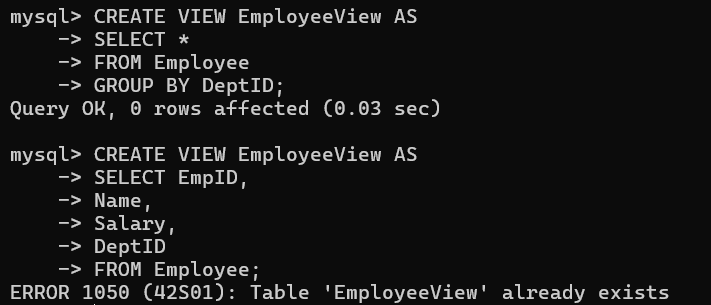 mysql> CREATE VIEW EmployeeView AS
    -> SELECT *
    -> FROM Employee
    -> GROUP BY DeptID;
Query OK, 0 rows affected (0.03 sec)

mysql> CREATE VIEW EmployeeView AS
    -> SELECT EmpID,
    -> Name,
    -> Salary,
    -> DeptID
    -> FROM Employee;
ERROR 1050 (42S01): Table 'EmployeeView' already exists